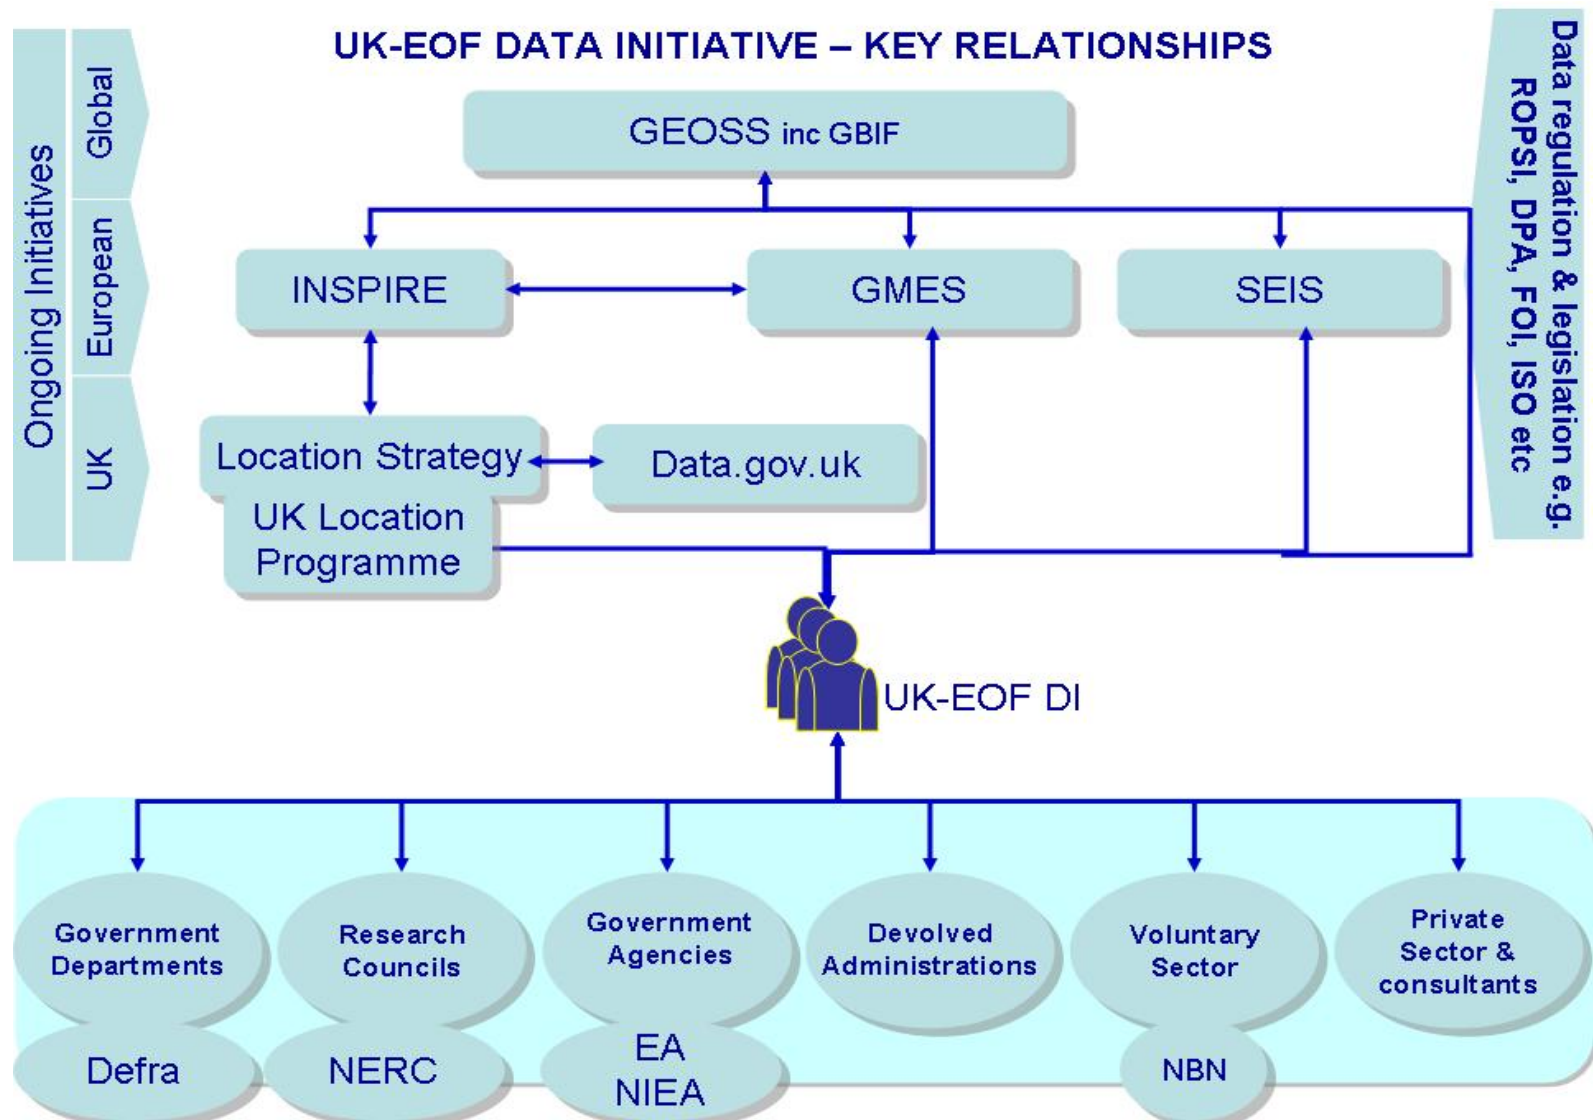 UK-EOF DATA INITIATIVE – KEY RELATIONSHIPS
Ongoing Initiatives
Global
European
UK
Data regulation & legislation e.g.
ROPSI, DPA, FOI, ISO etc
GEOSS inc GBIF
INSPIRE
GMES
SEIS
Location Strategy
Data.gov.uk
UK Location
Programme
UK-EOF DI
Government
Departments
Research
Councils
Government
Agencies
Devolved
Administrations
Voluntary
Sector
Private
Sector &
consultants
Defra
NERC
EA
NIEA
NBN